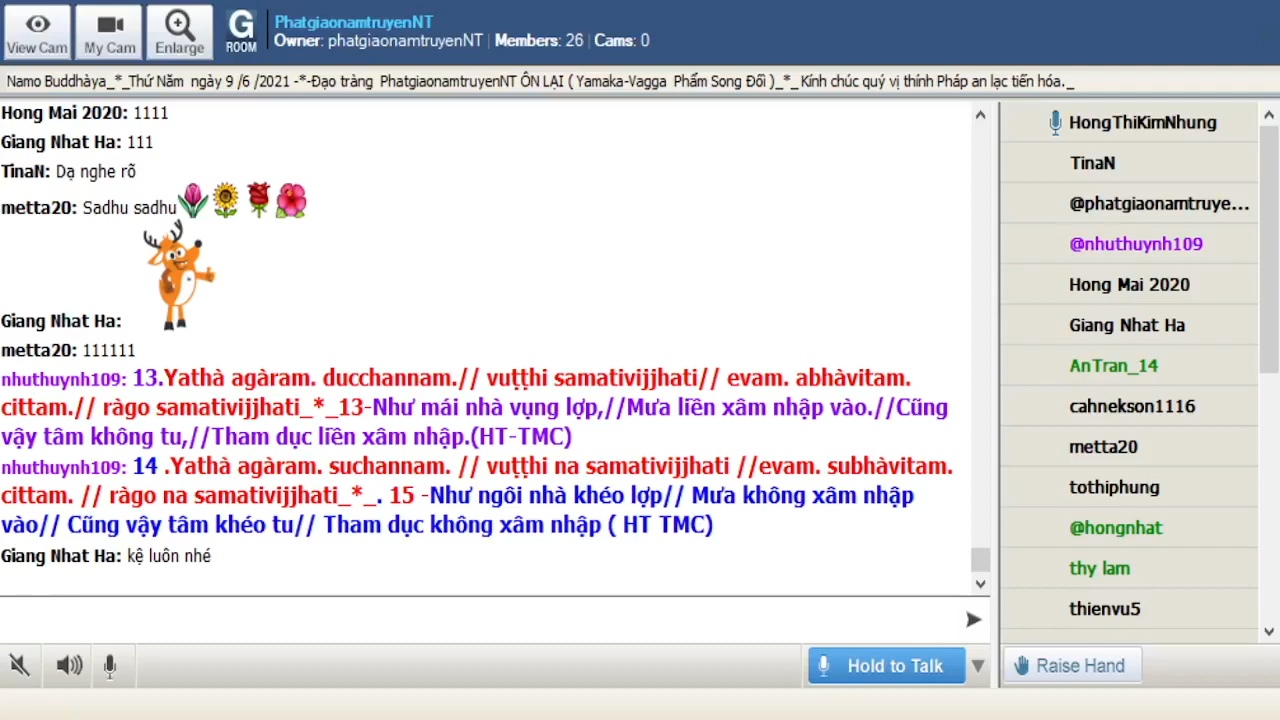 View Cam
My Cam
Enlarge
G
ROOM
PhatgiaonamtruyenNT
Owner: phatgiaonamtruyenNT | Members: 26 | Cams: 0
Namo Buddhàya_*_Thứ Năm ngày 9 /6 /2021 -*-Đạo tràng PhatgiaonamtruyenNT ÔN LẠI ( Yamaka-Vagga Phẩm Song Đối )_*_Kính chúc quý vị thính Pháp an lạc tiến hóa._
Hong Mai 2020: 1111
Giang Nhat Ha: 111
TinaN: Dạ nghe rõ
metta20: Sadhu sadhu
Giang Nhat Ha:
metta20: 111111
nhuthuynh109: 13.Yathà agàram. ducchannam.// vuṭṭhi samativijjhati// evam. abhàvitam.
cittam.// ràgo samativijjhati_*_13-Như mái nhà vụng lợp,//Mưa liền xâm nhập vào.//Cũng
vậy tâm không tu,//Tham dục liền xâm nhập.(HT-TMC)
nhuthuynh109: 14 .Yathà agàram. suchannam. // vuṭṭhi na samativijjhati //evam. subhàvitam.
cittam. // ràgo na samativijjhati_*_. 15 -Như ngôi nhà khéo lợp// Mưa không xâm nhập
vào// Cũng vậy tâm khéo tu// Tham dục không xâm nhập ( HT TMC)
Giang Nhat Ha: kệ luôn nhé
HongThiKimNhung
TinaN
@phatgiaonamtruye...
@nhuthuynh109
Hong Mai 2020
Giang Nhat Ha
AnTran_14
cahnekson1116
metta20
tothiphung
@hongnhat
thy lam
thienvu5
Hold to Talk
Raise Hand